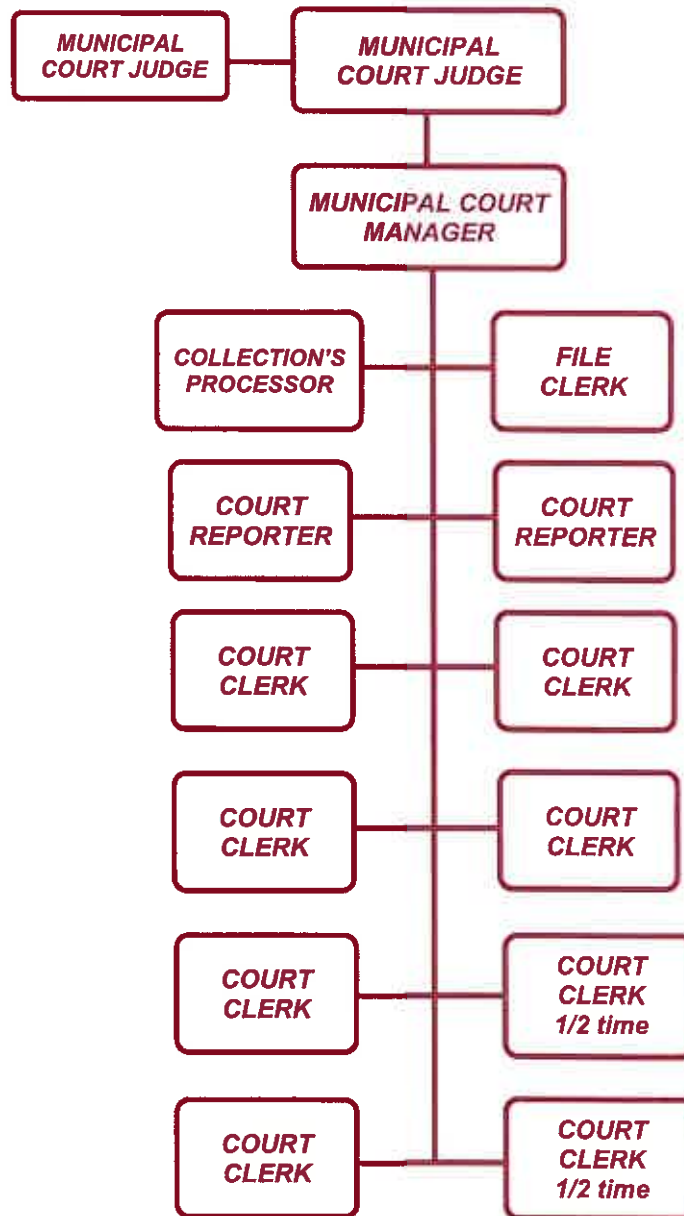 MUNICIPAL
COURT JUDGE
MUNICIPAL
COURT JUDGE
MUNICIPAL COURT
MANAGER
COLLECTION'S
PROCESSOR
FILE
CLERK
COURT
REPORTER
COURT
REPORTER
COURT
CLERK
COURT
CLERK
COURT
CLERK
COURT
CLERK
COURT
CLERK
COURT
CLERK
1/2 time
COURT
CLERK
COURT
CLERK
1/2 time